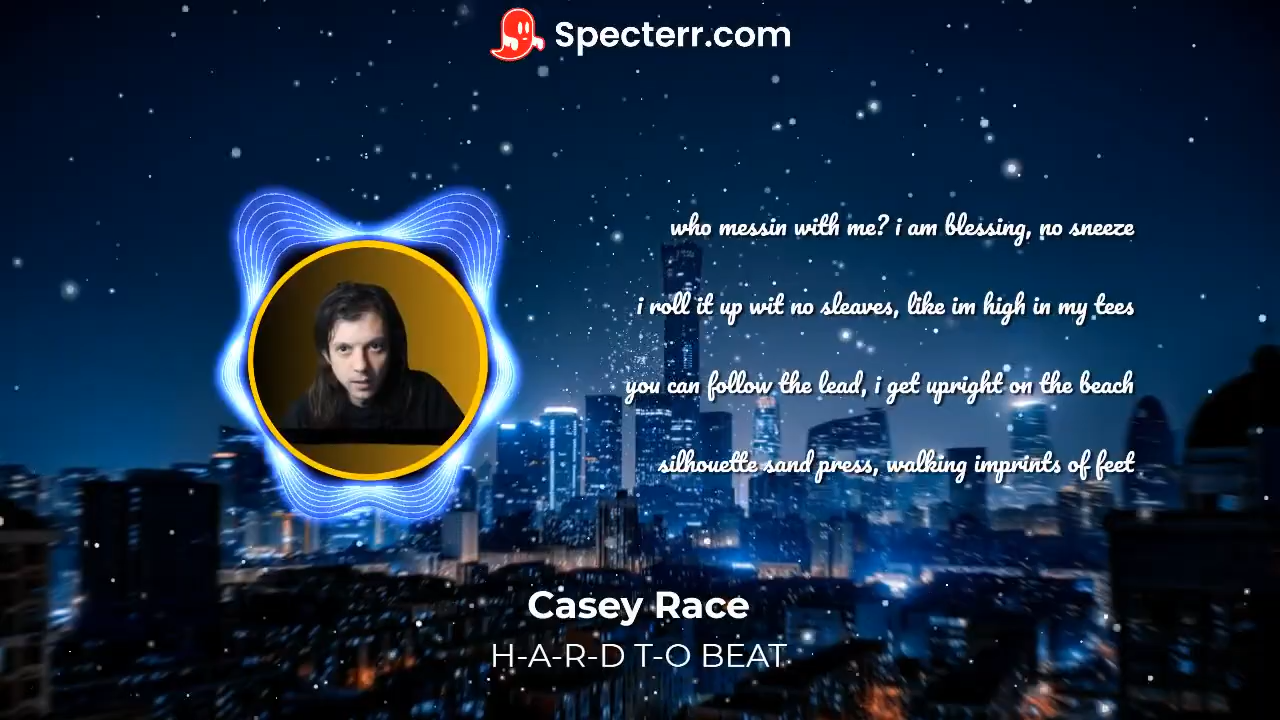 Specterr.com
who messin with me? i am blessing, no sneeze
i roll it up wit no sleaves, like im high in my tees
you can follow the lead, i get upright on the beach
silhouette sand press, walking imprints of feet
Casey Race
H-A-R-D T-O BEAT